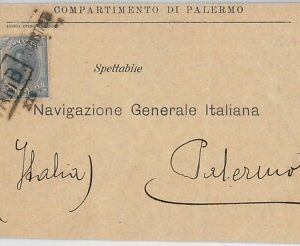 COMPARTIMENTO DI PALERMO
Spettabile
Navigazione Generale Italiana
(Italia) Palermo